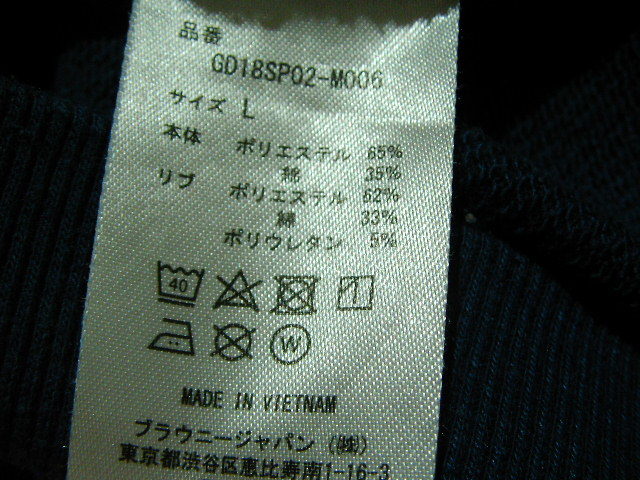 品番
GD18SP02-M006
サイズ L
本体 ポリエステル 65%
綿 35%
リブ ポリエステル 62%
綿 33%
ポリウレタン 5%
40
W
MADE IN VIETNAM
ブラウニージャパン (株)
東京都渋谷区恵比寿南1-16-3